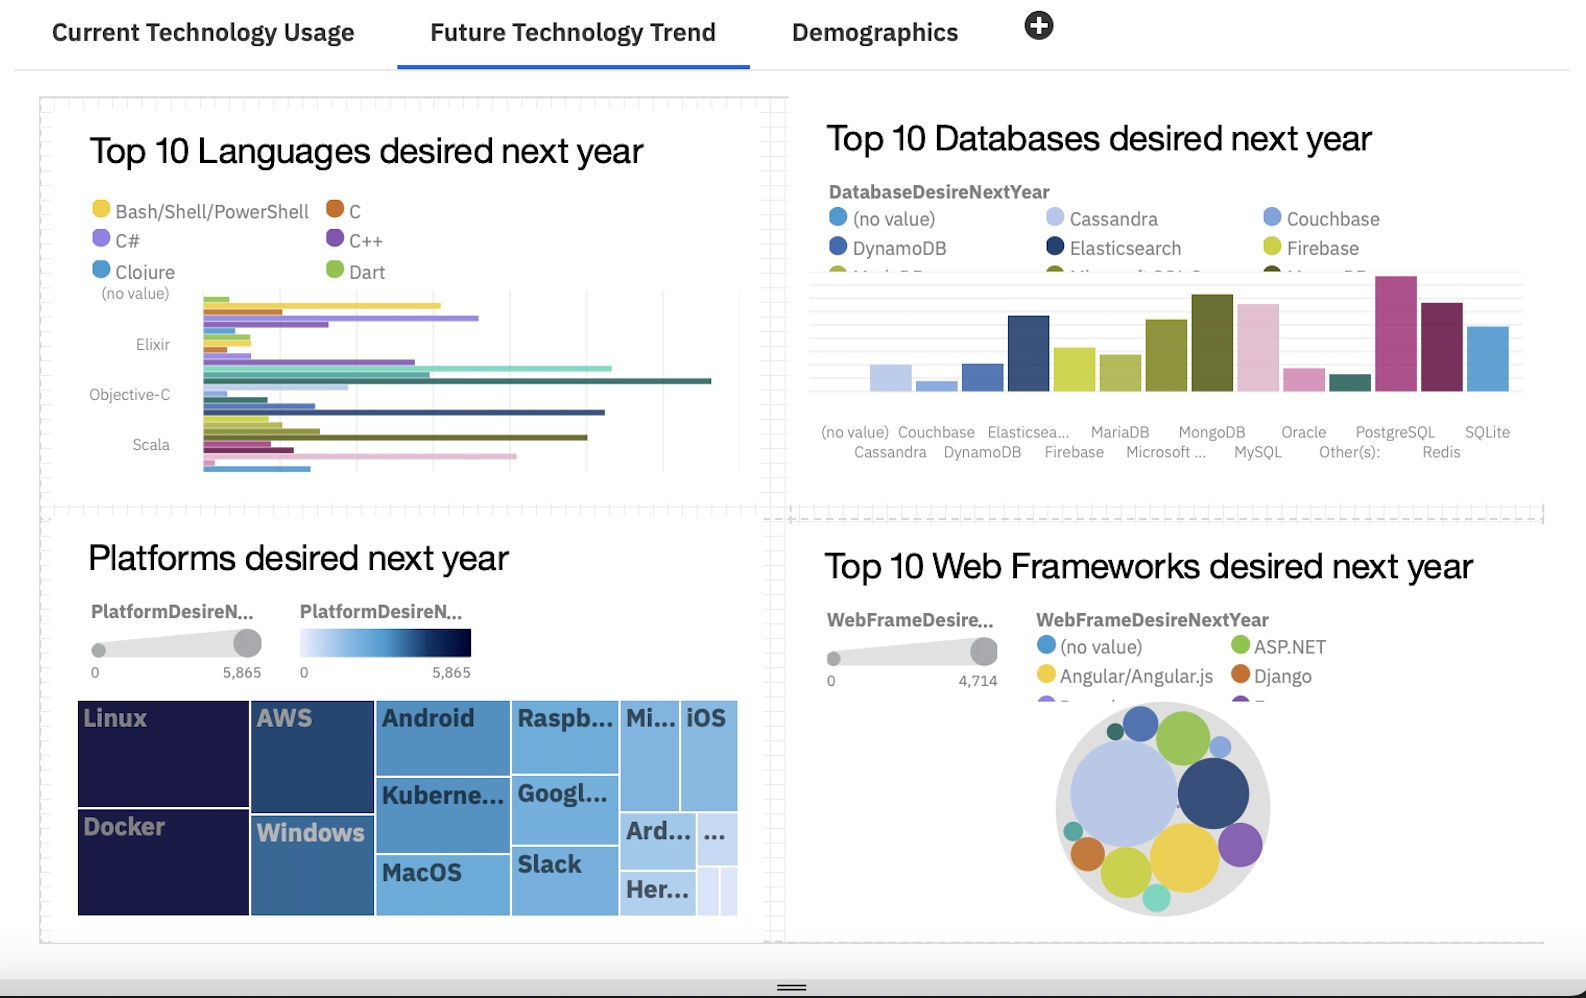 Current Technology Usage
Future Technology Trend
Demographics
Top 10 Languages desired next year
Bash/Shell/PowerShell
C
C#
C++
Clojure
Dart
(no value)
Elixir
Objective-C
Scala
Top 10 Databases desired next year
DatabaseDesireNextYear
(no value)
Cassandra
Couchbase
DynamoDB
Elasticsearch
Firebase
(no value) Couchbase Elasticsea... MariaDB MongoDB Oracle PostgreSQL SQLite
Cassandra DynamoDB Firebase Microsoft ... MySQL Other(s): Redis
Platforms desired next year
PlatformDesireN...
0 5,865
PlatformDesireN...
0 5,865
Linux
AWS
Android
Raspb...
Mi...
iOS
Kuberne...
Googl...
Docker
Windows
Ard...
...
MacOS
Slack
Her...
Top 10 Web Frameworks desired next year
WebFrameDesire...
0 4,714
WebFrameDesireNextYear
(no value)
ASP.NET
Angular/Angular.js
Django